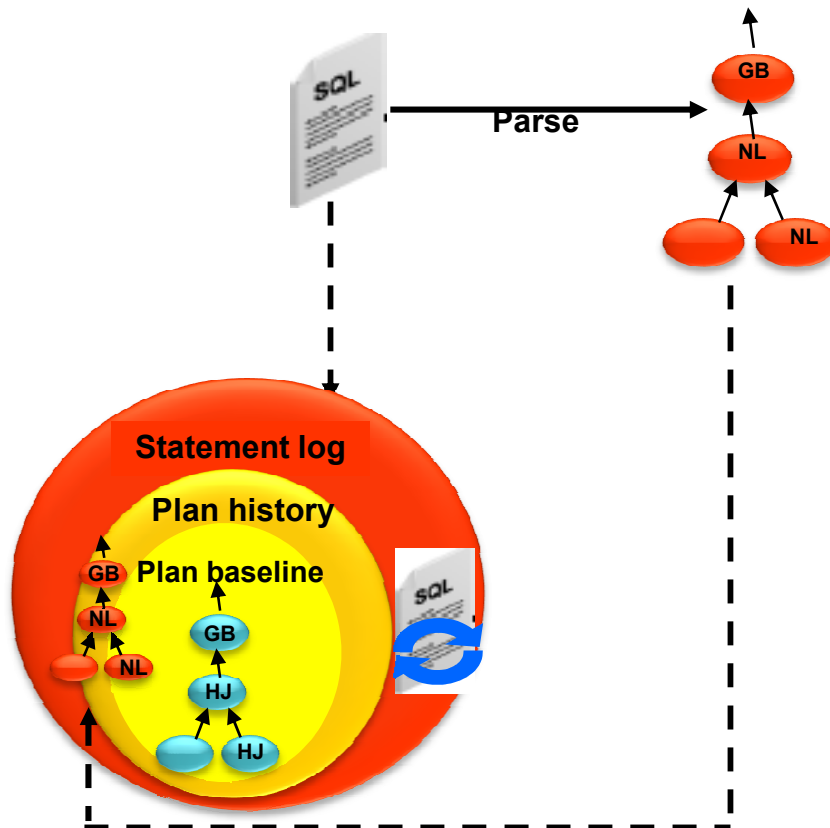 GB
SQL
Parse
NL
NL
Statement log
Plan history
Plan baseline
SQL
GB
GB
NL
NL
HJ
HJ